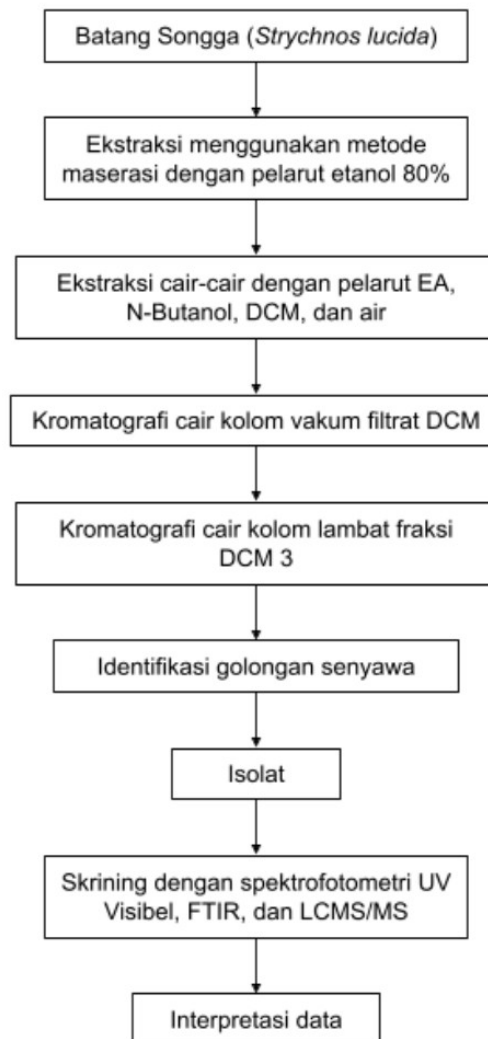 Batang Songga (Strychnos lucida)
Ekstraksi menggunakan metode
maserasi dengan pelarut etanol 80%
Ekstraksi cair-cair dengan pelarut EA,
N-Butanol, DCM, dan air
Kromatografi cair kolom vakum filtrat DCM
Kromatografi cair kolom lambat fraksi
DCM 3
Identifikasi golongan senyawa
Isolat
Skrining dengan spektrofotometri UV
Visibel, FTIR, dan LCMS/MS
Interpretasi data